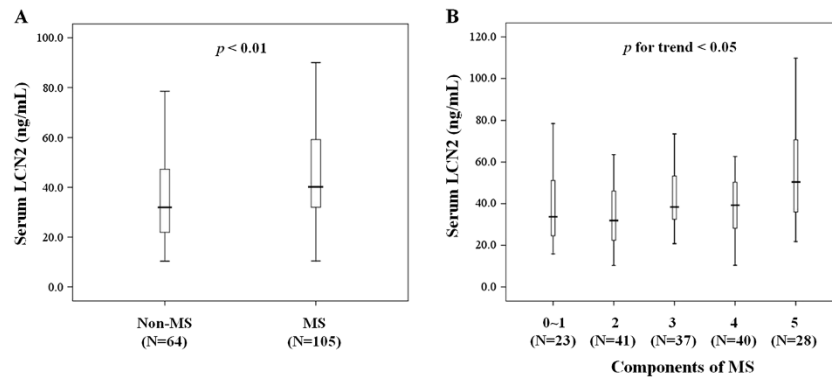 A
p < 0.01
Serum LCN2 (ng/mL)
100.0
80.0
60.0
40.0
20.0
0.0
Non-MS MS
(N=64) (N=105)
B
p for trend < 0.05
Serum LCN2 (ng/mL)
120.0
100.0
80.0
60.0
40.0
20.0
0.0
0~1 2 3 4 5
(N=23) (N=41) (N=37) (N=40) (N=28)
Components of MS